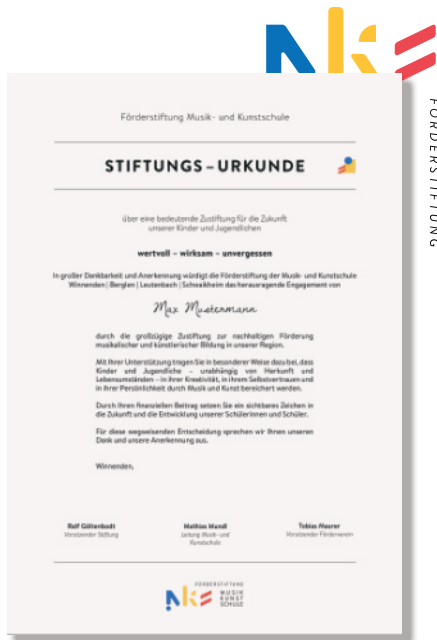 FÖRDERSTIFTUNG
Förderstiftung Musik- und Kunstschule
STIFTUNGS – URKUNDE
über eine bedeutende Zustiftung für die Zukunft
unserer Kinder und Jugendlichen
wertvoll – wirksam – unvergessen
In großer Dankbarkeit und Anerkennung würdigt die Förderstiftung der Musik- und Kunstschule
Winnenden | Berglen | Leutenbach | Schwaikheim das herausragende Engagement von
Max Mustermann
durch die großzügige Zustiftung zur nachhaltigen Förderung
musikalischer und künstlerischer Bildung in unserer Region.
Mit Ihrer Unterstützung tragen Sie in besonderer Weise dazu bei, dass
Kinder und Jugendliche – unabhängig von Herkunft und
Lebensumständen – in ihrer Kreativität, in ihrem Selbstvertrauen und
in ihrer Persönlichkeit durch Musik und Kunst bereichert werden.
Durch Ihren finanziellen Beitrag setzen Sie ein sichtbares Zeichen in
die Zukunft und die Entwicklung unserer Schülerinnen und Schüler.
Für diese wegweisenden Entscheidung sprechen wir Ihnen unseren
Dank und unsere Anerkennung aus.
Winnenden,
Rolf Göttenbodt
Vorsitzender Stiftung
Mathias Mundl
Leitung Musik- und
Kunstschule
Tobias Meurer
Vorsitzender Förderverein
FÖRDERSTIFTUNG
MUSIK
KUNST
SCHULE